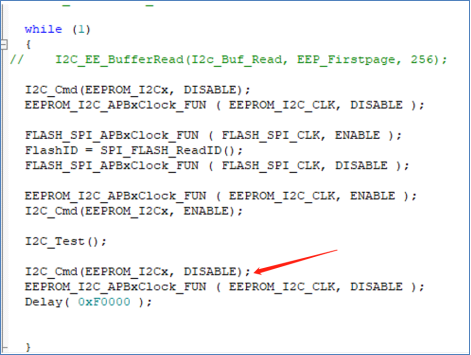 while (1)
{
//    I2C_EE_BufferRead(I2c_Buf_Read, EEP_Firstpage, 256);
I2C_Cmd(EEPROM_I2Cx, DISABLE);
EEPROM_I2C_APBxClock_FUN ( EEPROM_I2C_CLK, DISABLE );
FLASH_SPI_APBxClock_FUN ( FLASH_SPI_CLK, ENABLE );
FlashID = SPI_FLASH_ReadID();
FLASH_SPI_APBxClock_FUN ( FLASH_SPI_CLK, DISABLE );
EEPROM_I2C_APBxClock_FUN ( EEPROM_I2C_CLK, ENABLE );
I2C_Cmd(EEPROM_I2Cx, ENABLE);
I2C_Test();
I2C_Cmd(EEPROM_I2Cx, DISABLE);
EEPROM_I2C_APBxClock_FUN ( EEPROM_I2C_CLK, DISABLE );
Delay( 0xF0000 );
}